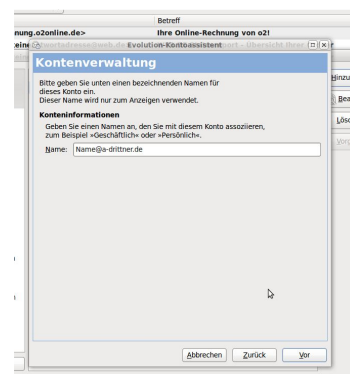 Betreff
nung.o2online.de>
Ihre Online-Rechnung von o2!
Evolution-Kontoassistent
Kontenverwaltung
Bitte geben Sie unten einen bezeichnenden Namen für
dieses Konto ein.
Dieser Name wird nur zum Anzeigen verwendet.
Konteninformationen
Geben Sie einen Namen an, den Sie mit diesem Konto assoziieren,
zum Beispiel »Geschäftlich« oder »Persönlich«.
Name: Name@a-drittner.de
Abbrechen
Zurück
Vor
Hinzu
Bea
Lösc
Vorg